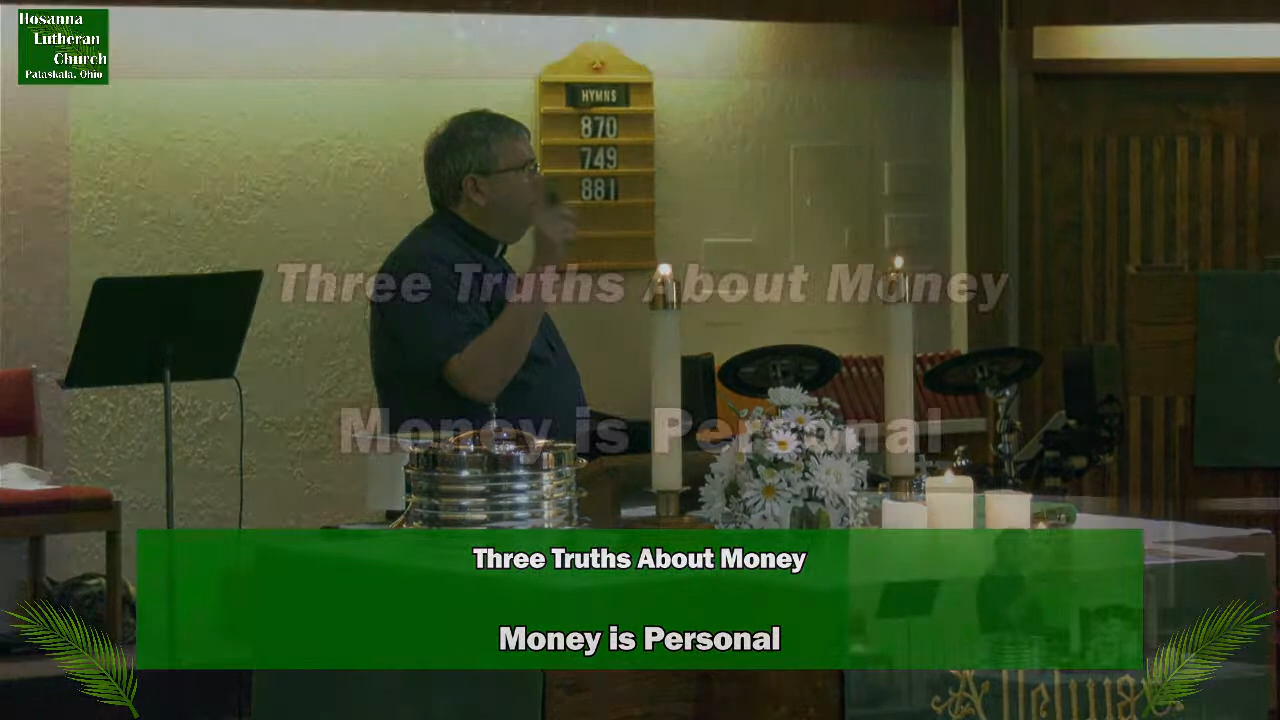 Hosanna
Lutheran
Church
Pataskala, Ohio
HYMNS
870
749
881
Three Truths About Money
Money is Personal
Three Truths About Money
Money is Personal
Alleluia